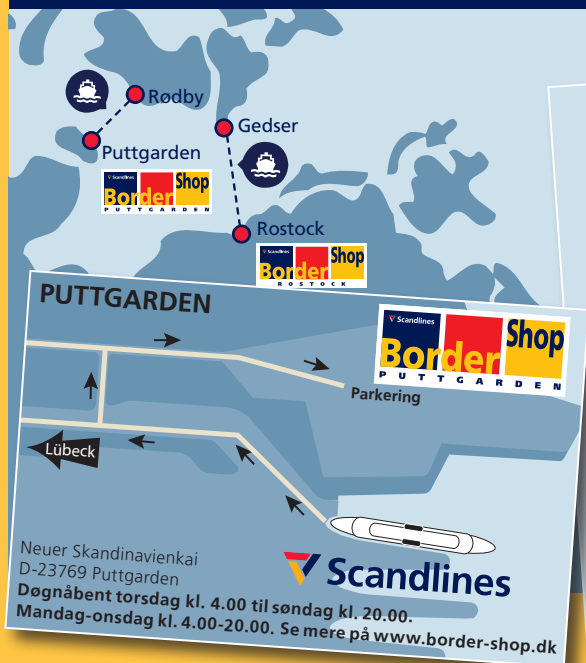 Rødby
Gedser
Puttgarden
Scandlines
Border Shop
PUTTGARDEN
Rostock
Scandlines
Border Shop
ROSTOCK
PUTTGARDEN
Scandlines
Border Shop
PUTTGARDEN
Parkering
Lübeck
Neuer Skandinavienkai
D-23769 Puttgarden
Scandlines
Døgnåbent torsdag kl. 4.00 til søndag kl. 20.00.
Mandag-onsdag kl. 4.00-20.00. Se mere på www.border-shop.dk